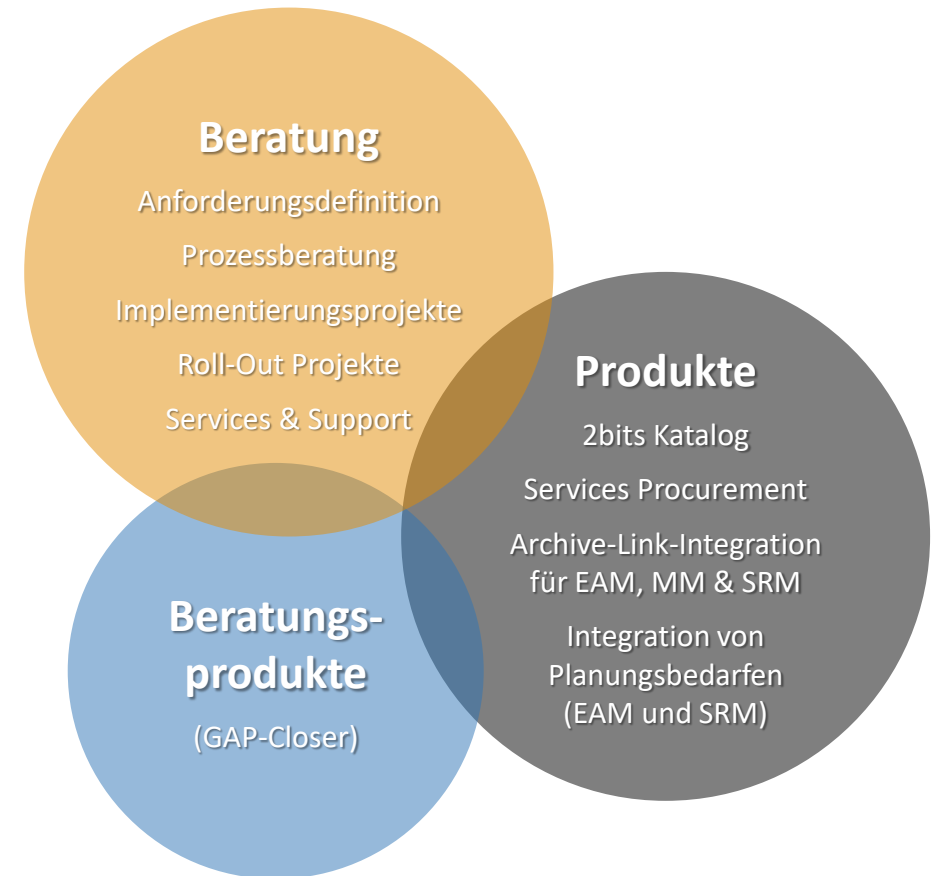 Beratung
Anforderungsdefinition
Prozessberatung
Implementierungsprojekte
Roll-Out Projekte
Services & Support
Produkte
2bits Katalog
Services Procurement
Archive-Link-Integration
für EAM, MM & SRM
Integration von
Planungsbedarfen
(EAM und SRM)
Beratungs-
produkte
(GAP-Closer)